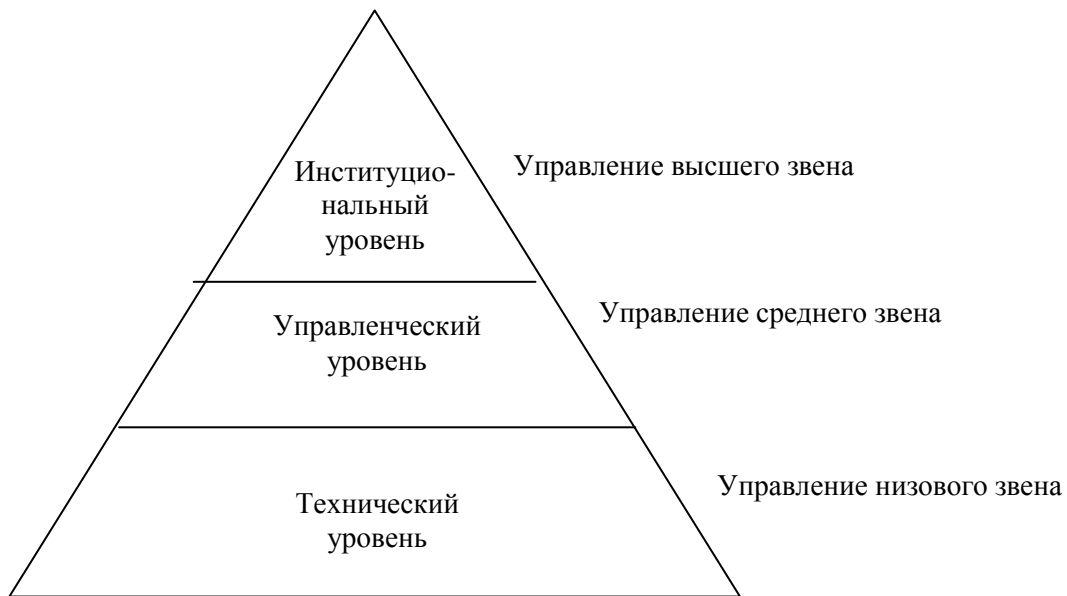 Институцио-
нальный
уровень
Управление высшего звена
Управленческий
уровень
Управление среднего звена
Технический
уровень
Управление низового звена